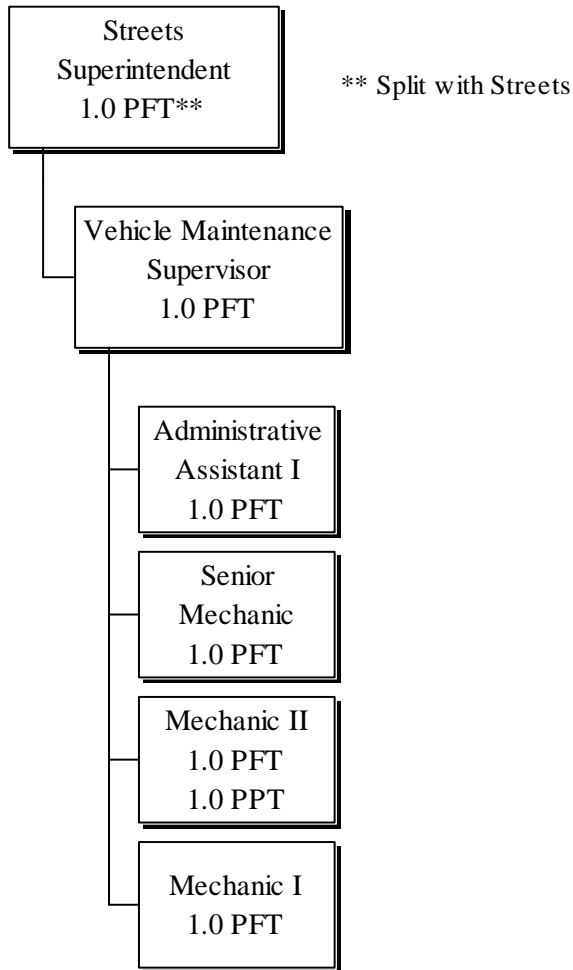 Streets
Superintendent
1.0 PFT**
** Split with Streets
Vehicle Maintenance
Supervisor
1.0 PFT
Administrative
Assistant I
1.0 PFT
Senior
Mechanic
1.0 PFT
Mechanic II
1.0 PFT
1.0 PPT
Mechanic I
1.0 PFT